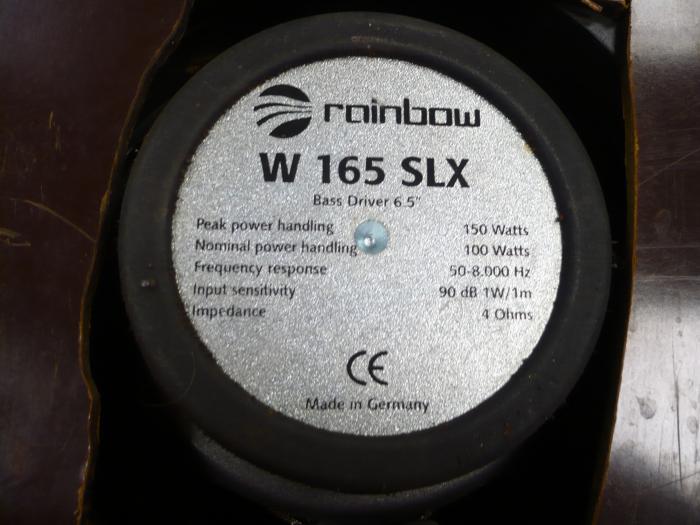 rainbow
W 165 SLX
Bass Driver 6.5"
Peak power handling 150 Watts
Nominal power handling 100 Watts
Frequency response 50-8.000 Hz
Input sensitivity 90 dB 1W/1m
Impedance 4 Ohms
CE
Made in Germany